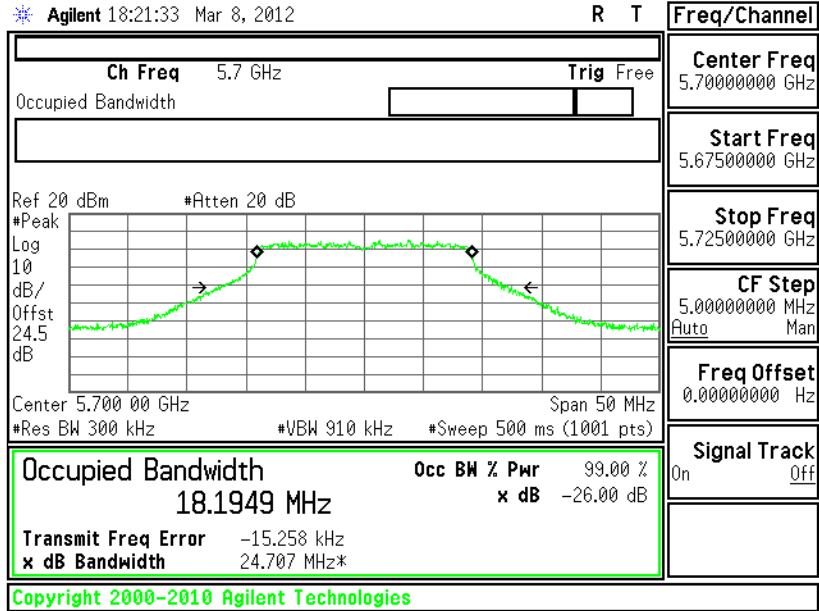 Agilent 18:21:33 Mar 8, 2012 R T
Freq/Channel
Ch Freq 5.7 GHz Trig Free
Occupied Bandwidth
Center Freq
5.70000000 GHz
Start Freq
5.67500000 GHz
Stop Freq
5.72500000 GHz
CF Step
5.00000000 MHz
Auto Man
Freq Offset
0.00000000 Hz
Signal Track
On Off
Ref 20 dBm #Atten 20 dB
#Peak
Log
10
dB/
Offst
24.5
dB
Center 5.700 00 GHz Span 50 MHz
#Res BW 300 kHz #VBW 910 kHz #Sweep 500 ms (1001 pts)
Occupied Bandwidth
18.1949 MHz
Occ BW % Pwr 99.00 %
x dB -26.00 dB
Transmit Freq Error -15.258 kHz
x dB Bandwidth 24.707 MHz*
Copyright 2000-2010 Agilent Technologies